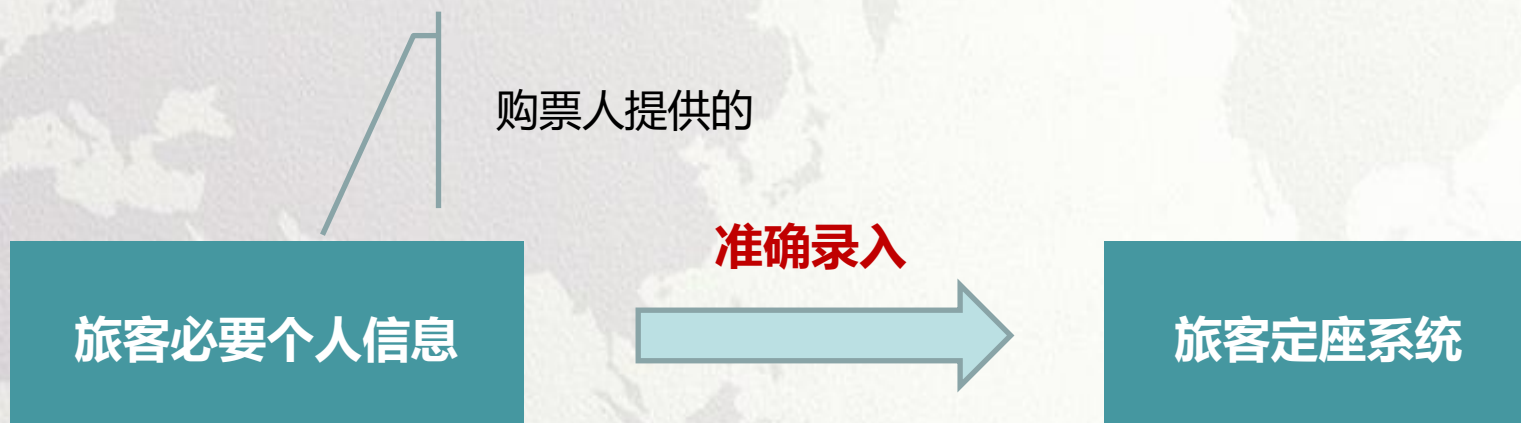 购票人提供的
准确录入
旅客必要个人信息
旅客定座系统